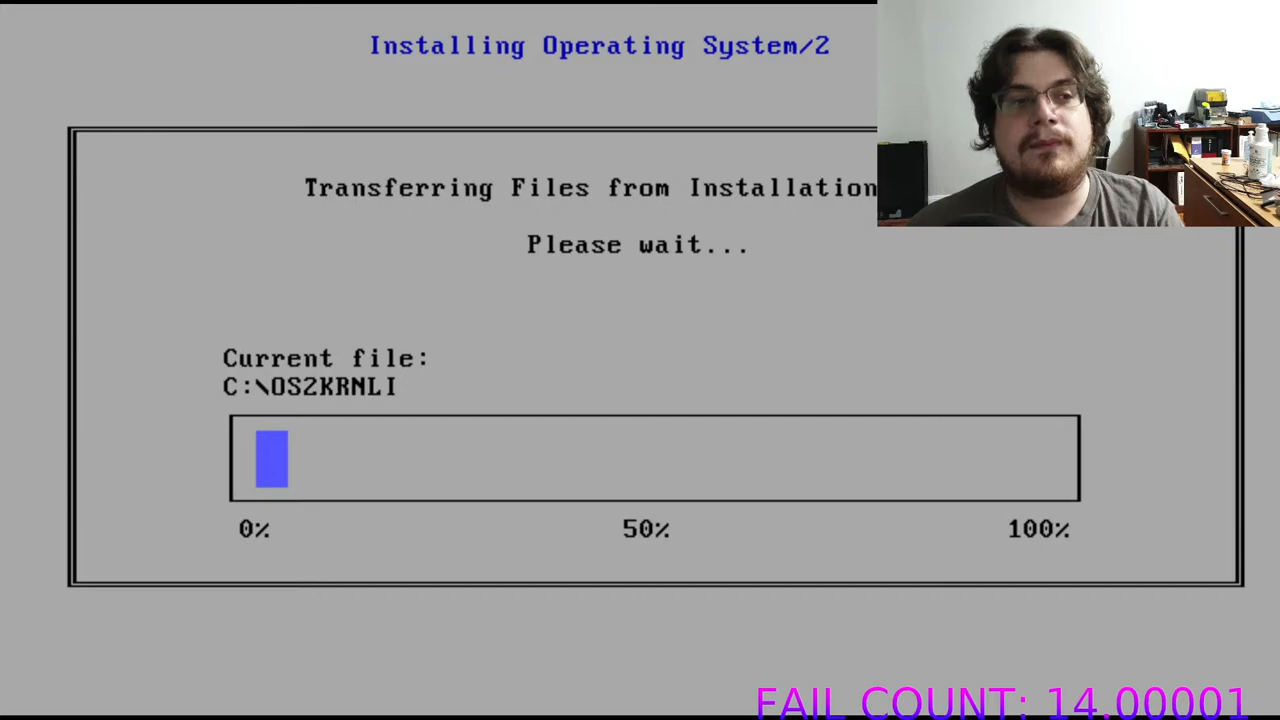 Installing Operating System/2
Transferring Files from Installation
Please wait...
Current file:
C:\OS2KRNLI
0% 50% 100%
FAIL COUNT: 14.00001